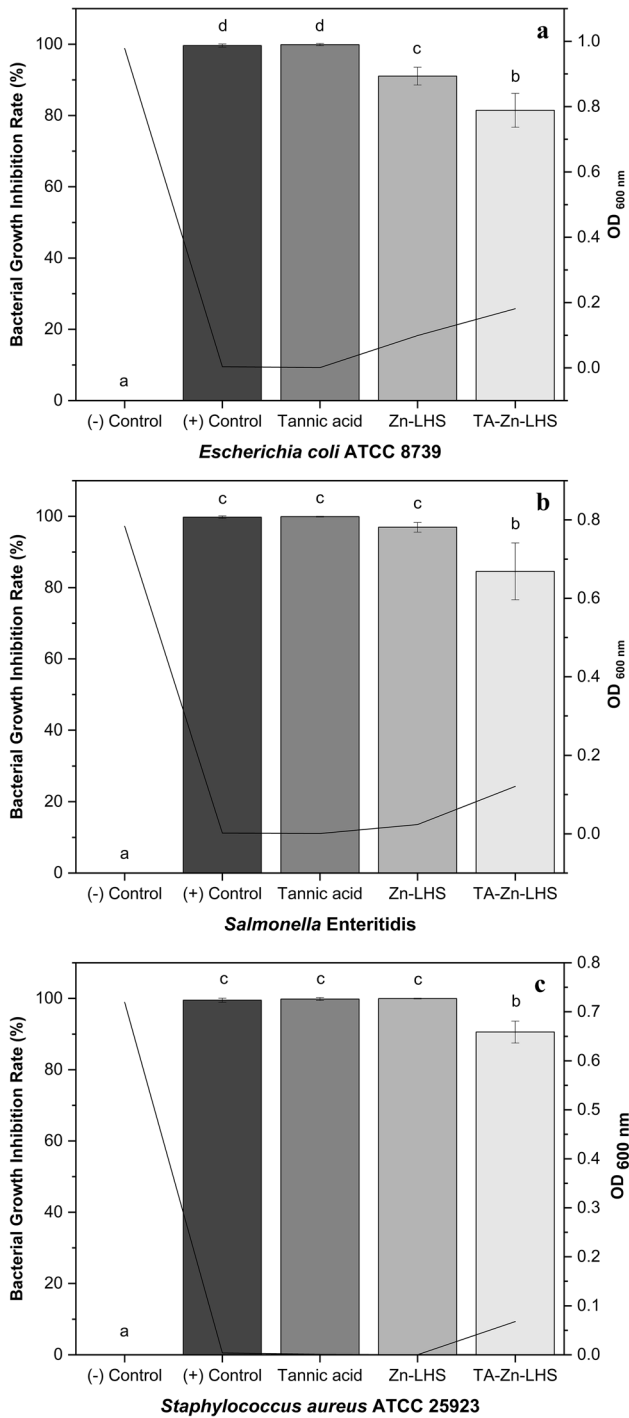 a
Bacterial Growth Inhibition Rate (%)
100
80
60
40
20
0
a
d
d
c
b
1.0
0.8
0.6
0.4
0.2
0.0
OD 600 nm
(-) Control (+) Control Tannic acid Zn-LHS TA-Zn-LHS
Escherichia coli ATCC 8739
b
Bacterial Growth Inhibition Rate (%)
100
80
60
40
20
0
a
c
c
c
b
0.8
0.6
0.4
0.2
0.0
OD 600 nm
(-) Control (+) Control Tannic acid Zn-LHS TA-Zn-LHS
Salmonella Enteritidis
c
Bacterial Growth Inhibition Rate (%)
100
80
60
40
20
0
a
c
c
c
b
0.8
0.7
0.6
0.5
0.4
0.3
0.2
0.1
0.0
OD 600 nm
(-) Control (+) Control Tannic acid Zn-LHS TA-Zn-LHS
Staphylococcus aureus ATCC 25923